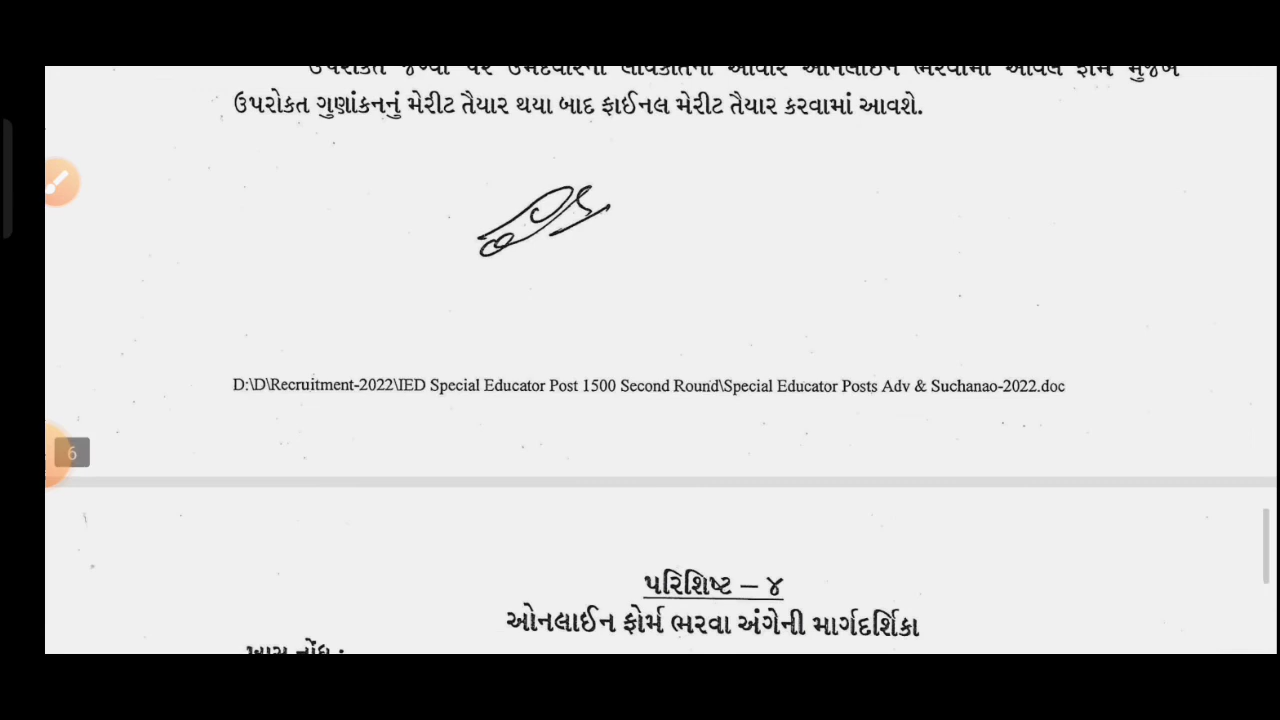 ઉપરોકત ગુણાંકનનું મેરીટ તૈયાર થયા બાદ ફાઈનલ મેરીટ તૈયાર કરવામાં આવશે.
D:\D\Recruitment-2022\IED Special Educator Post 1500 Second Round\Special Educator Posts Adv & Suchanao-2022.doc
6
પરિશિષ્ટ – ૪
ઓનલાઈન ફોર્મ ભરવા અંગેની માર્ગદર્શિકા